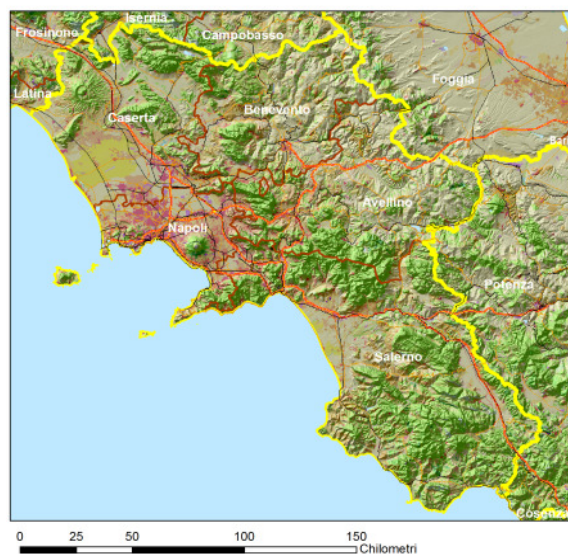 Isernia
Frosinone
Campobasso
Foggia
Latina
Caserta
Benevento
Avellino
Napoli
Potenza
Salerno
Cosenza
0 25 50 100 150
Chilometri